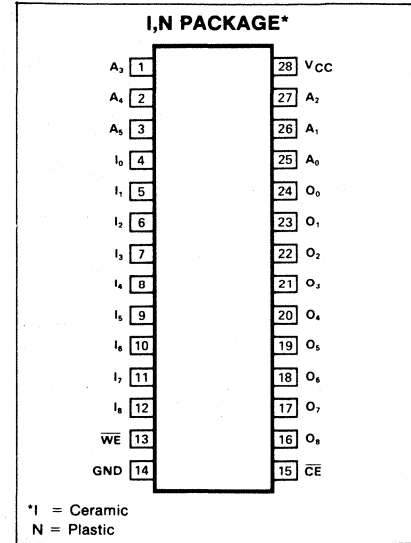 I,N PACKAGE*
A₃ 1 28 VCC
A₄ 2 27 A₂
A₅ 3 26 A₁
I₀ 4 25 A₀
I₁ 5 24 O₀
I₂ 6 23 O₁
I₃ 7 22 O₂
I₄ 8 21 O₃
I₅ 9 20 O₄
I₆ 10 19 O₅
I₇ 11 18 O₆
I₈ 12 17 O₇
W̅E̅ 13 16 O₈
GND 14 15 C̅E̅
*I = Ceramic
N = Plastic